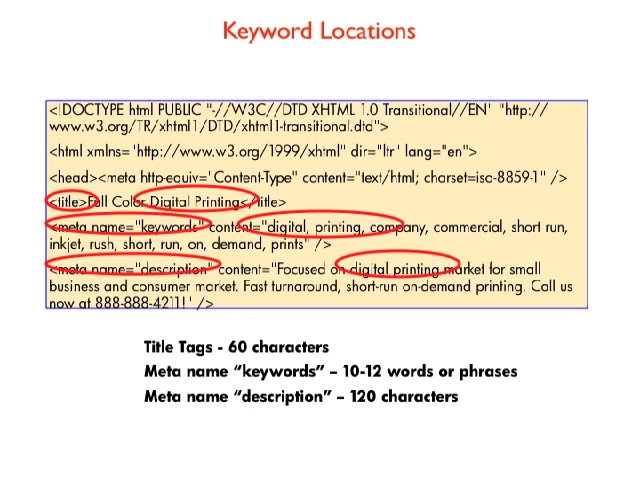 Keyword Locations
<!DOCTYPE html PUBLIC "-//W3C//DTD XHTML 1.0 Transitional//EN" "http://
www.w3.org/TR/xhtml1/DTD/xhtml1-transitional.dtd">
<html xmlns="http://www.w3.org/1999/xhtml" dir="ltr" lang="en">
<head><meta http-equiv="Content-Type" content="text/html; charset=iso-8859-1" />
<title>Full Color Digital Printing</title>
<meta name="keywords" content="digital, printing, company, commercial, short run,
inkjet, rush, short, run, on, demand, prints" />
<meta name="description" content="Focused on digital printing market for small
business and consumer market. Fast turnaround, short-run on-demand printing. Call us
now at 888-888-4211!" />
Title Tags - 60 characters
Meta name “keywords” – 10-12 words or phrases
Meta name “description” – 120 characters